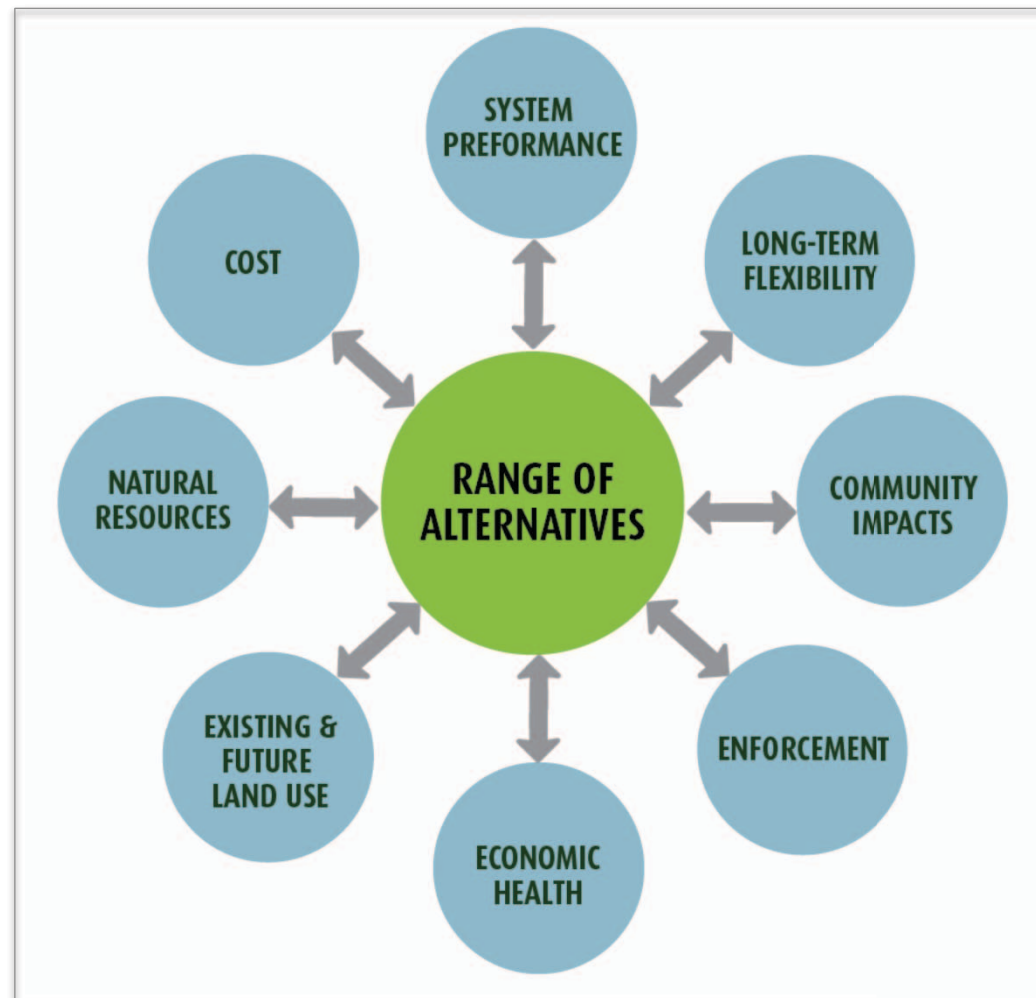 SYSTEM
PREFORMANCE
LONG-TERM
FLEXIBILITY
COMMUNITY
IMPACTS
ENFORCEMENT
ECONOMIC
HEALTH
EXISTING &
FUTURE
LAND USE
NATURAL
RESOURCES
COST
RANGE OF
ALTERNATIVES